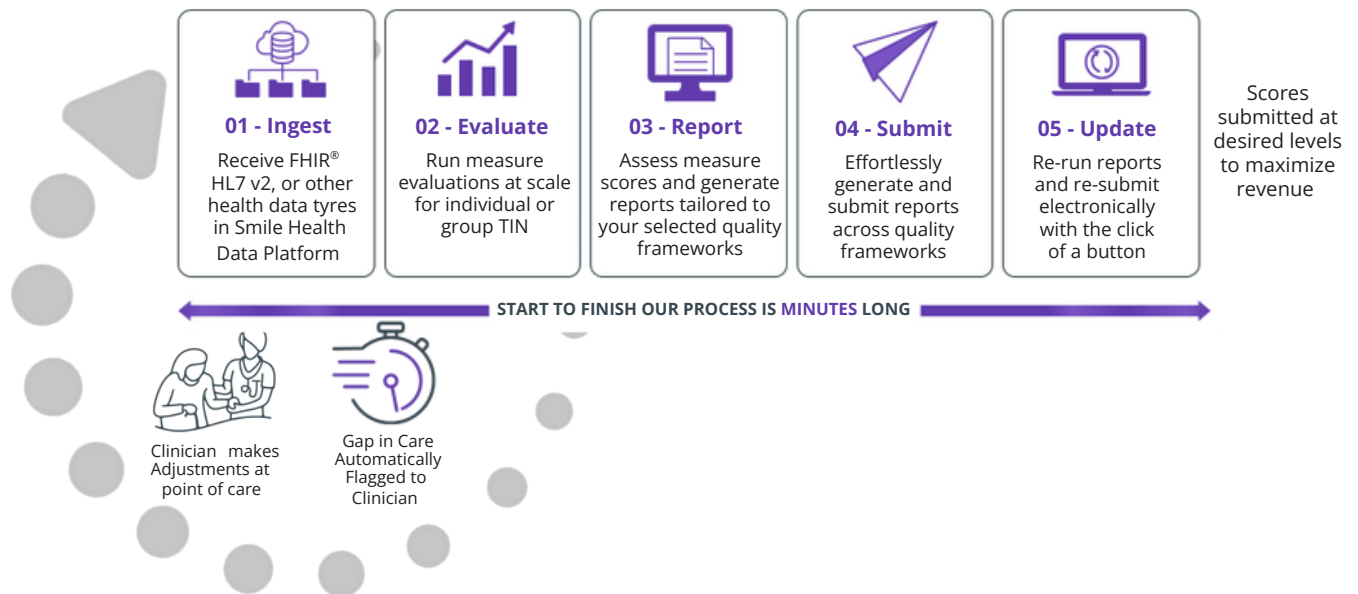 01 - Ingest
Receive FHIR®
HL7 v2, or other
health data tyres
in Smile Health
Data Platform
02 - Evaluate
Run measure
evaluations at scale
for individual or
group TIN
03 - Report
Assess measure
scores and generate
reports tailored to
your selected quality
frameworks
04 - Submit
Effortlessly
generate and
submit reports
across quality
frameworks
05 - Update
Re-run reports
and re-submit
electronically
with the click
of a button
Scores
submitted at
desired levels
to maximize
revenue
START TO FINISH OUR PROCESS IS MINUTES LONG
Clinician makes
Adjustments at
point of care
Gap in Care
Automatically
Flagged to
Clinician